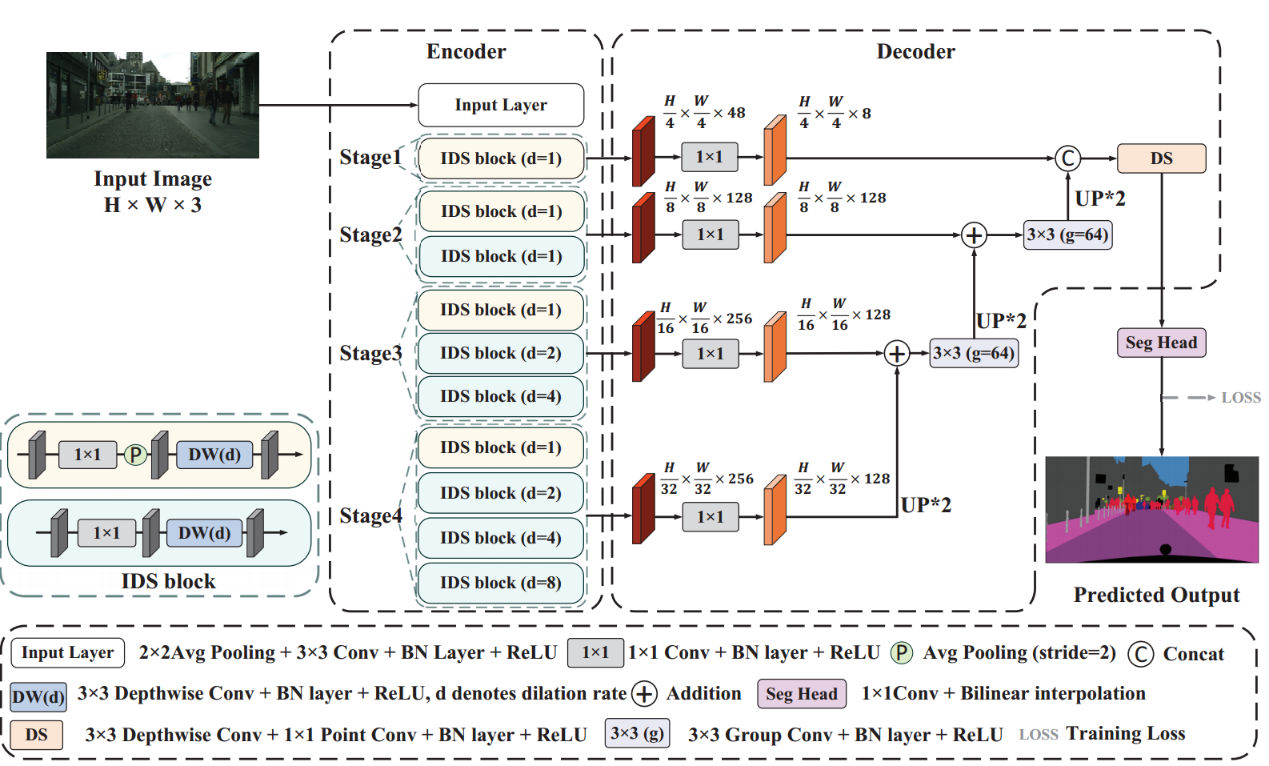 Encoder
Decoder
Input Image
H × W × 3
Input Layer
Stage1
IDS block (d=1)
Stage2
IDS block (d=1)
IDS block (d=1)
Stage3
IDS block (d=1)
IDS block (d=2)
IDS block (d=4)
Stage4
IDS block (d=1)
IDS block (d=2)
IDS block (d=4)
IDS block (d=8)
H/4 × W/4 × 48
1×1
H/4 × W/4 × 8
C
DS
UP*2
H/8 × W/8 × 128
1×1
H/8 × W/8 × 128
+
3×3 (g=64)
UP*2
H/16 × W/16 × 256
1×1
H/16 × W/16 × 128
+
3×3 (g=64)
UP*2
H/32 × W/32 × 256
1×1
H/32 × W/32 × 128
Seg Head
LOSS
Predicted Output
1×1
P
DW(d)
1×1
DW(d)
IDS block
Input Layer 2×2Avg Pooling + 3×3 Conv + BN Layer + ReLU 1×1 1×1 Conv + BN layer + ReLU P Avg Pooling (stride=2) C Concat
DW(d) 3×3 Depthwise Conv + BN layer + ReLU, d denotes dilation rate + Addition Seg Head 1×1Conv + Bilinear interpolation
DS 3×3 Depthwise Conv + 1×1 Point Conv + BN layer + ReLU 3×3 (g) 3×3 Group Conv + BN layer + ReLU LOSS Training Loss